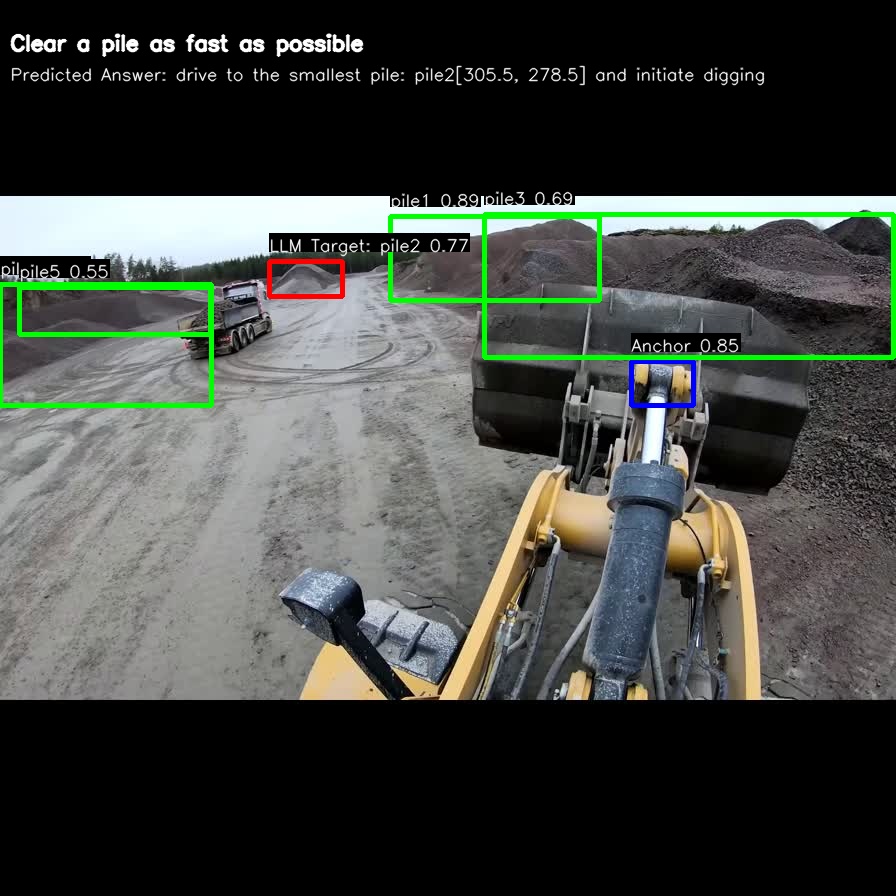 Clear a pile as fast as possible
Predicted Answer: drive to the smallest pile: pile2[305.5, 278.5] and initiate digging
pile1 0.89
pile3 0.69
LLM Target: pile2 0.77
pile5 0.55
Anchor 0.85